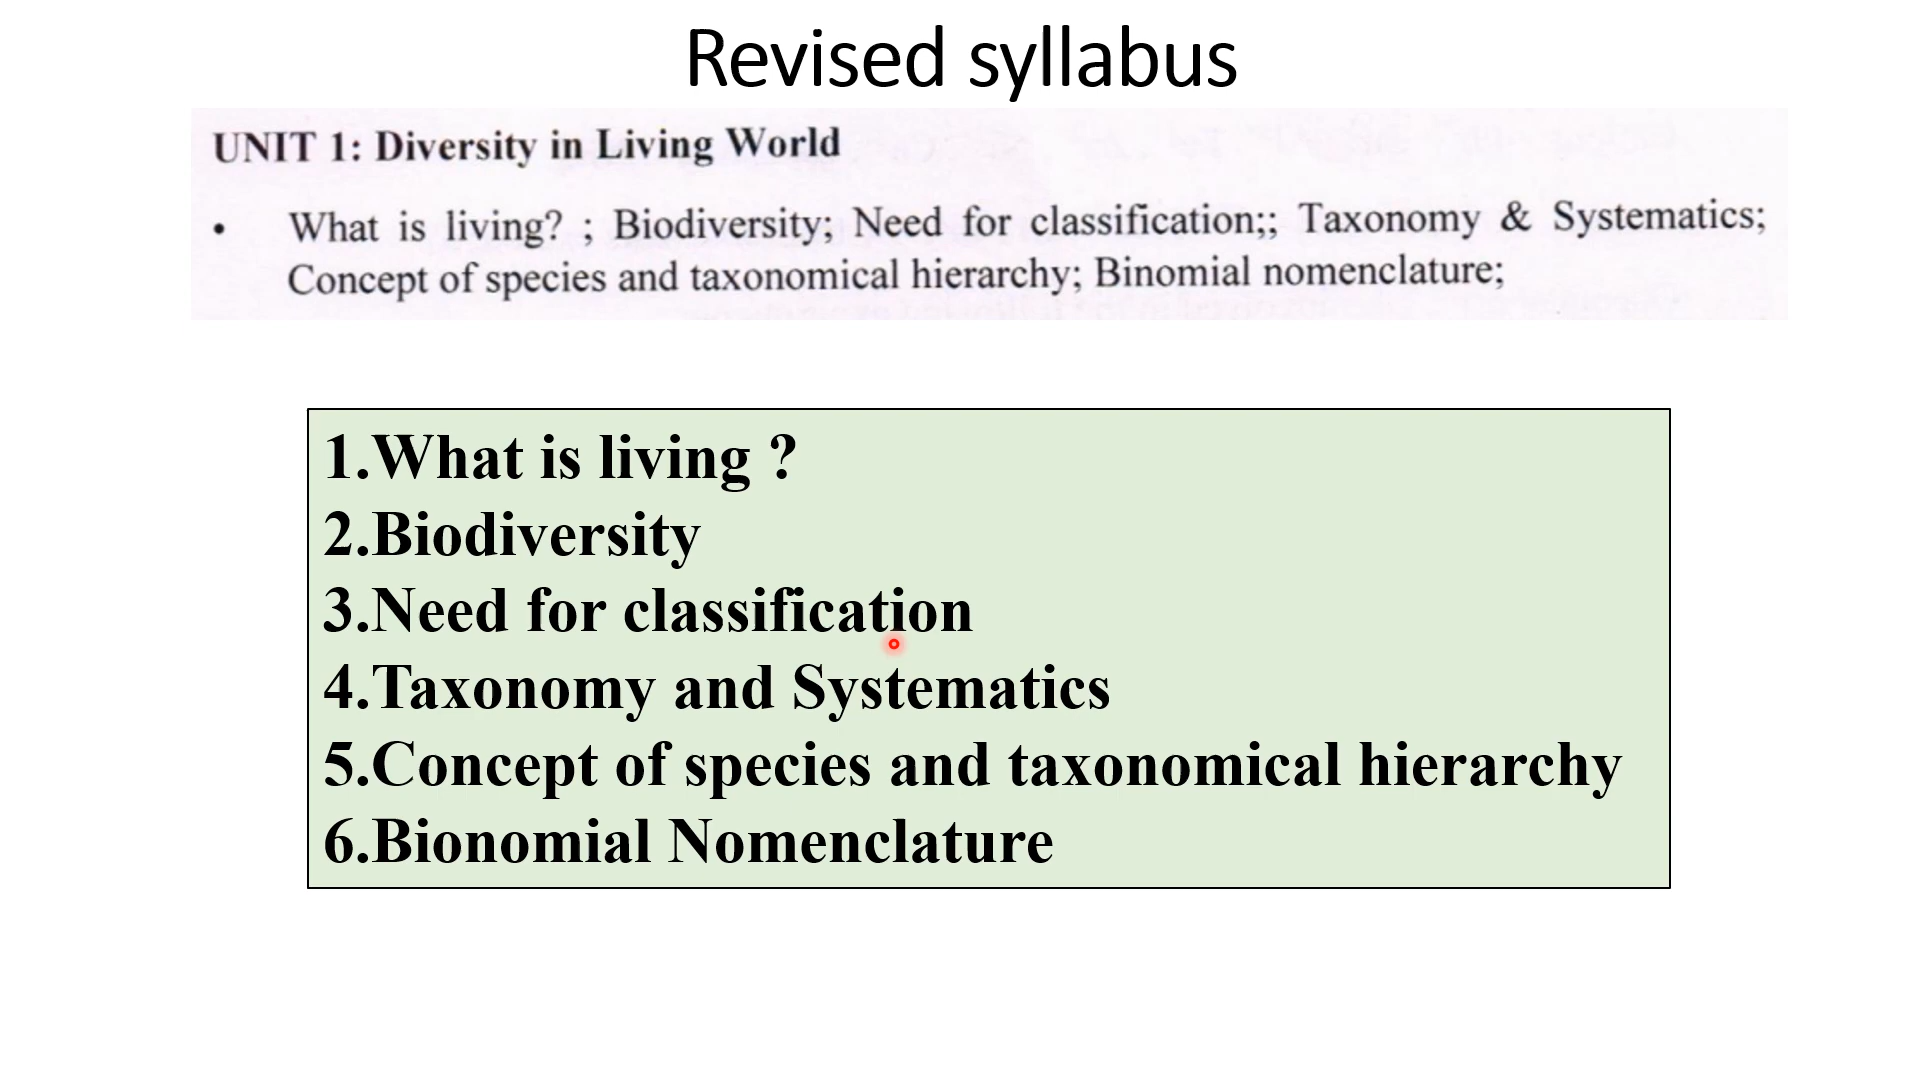 Revised syllabus
UNIT 1: Diversity in Living World
• What is living? ; Biodiversity; Need for classification;; Taxonomy & Systematics;
Concept of species and taxonomical hierarchy; Binomial nomenclature;
1.What is living ?
2.Biodiversity
3.Need for classification
4.Taxonomy and Systematics
5.Concept of species and taxonomical hierarchy
6.Bionomial Nomenclature